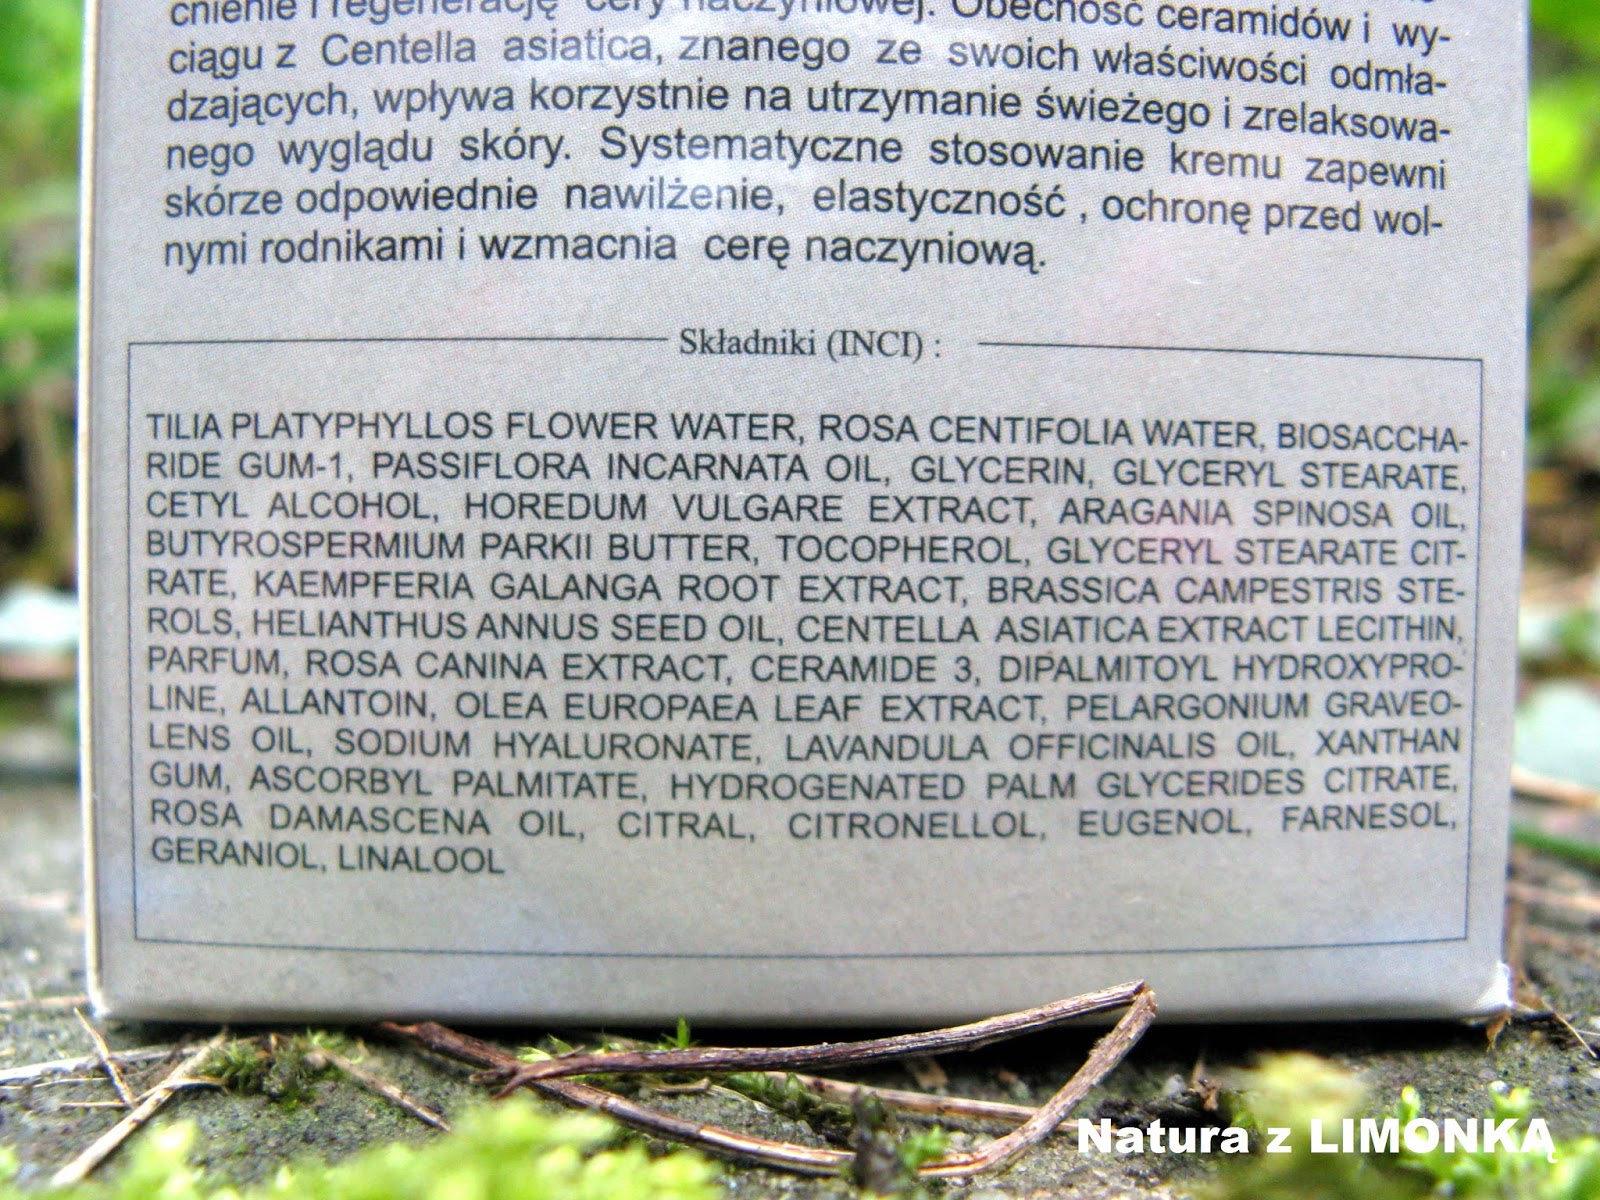 cnienie i regenerację cery naczyniowej. Obecność ceramidów i wy-
ciągu z Centella asiatica, znanego ze swoich właściwości odmła-
dzających, wpływa korzystnie na utrzymanie świeżego i zrelaksowa-
nego wyglądu skóry. Systematyczne stosowanie kremu zapewni
skórze odpowiednie nawilżenie, elastyczność , ochronę przed wol-
nymi rodnikami i wzmacnia cerę naczyniową.
Składniki (INCI) :
TILIA PLATYPHYLLOS FLOWER WATER, ROSA CENTIFOLIA WATER, BIOSACCHA-
RIDE GUM-1, PASSIFLORA INCARNATA OIL, GLYCERIN, GLYCERYL STEARATE,
CETYL ALCOHOL, HOREDUM VULGARE EXTRACT, ARAGANIA SPINOSA OIL,
BUTYROSPERMIUM PARKII BUTTER, TOCOPHEROL, GLYCERYL STEARATE CIT-
RATE, KAEMPFERIA GALANGA ROOT EXTRACT, BRASSICA CAMPESTRIS STE-
ROLS, HELIANTHUS ANNUS SEED OIL, CENTELLA ASIATICA EXTRACT LECITHIN,
PARFUM, ROSA CANINA EXTRACT, CERAMIDE 3, DIPALMITOYL HYDROXYPRO-
LINE, ALLANTOIN, OLEA EUROPAEA LEAF EXTRACT, PELARGONIUM GRAVEO-
LENS OIL, SODIUM HYALURONATE, LAVANDULA OFFICINALIS OIL, XANTHAN
GUM, ASCORBYL PALMITATE, HYDROGENATED PALM GLYCERIDES CITRATE,
ROSA DAMASCENA OIL, CITRAL, CITRONELLOL, EUGENOL, FARNESOL,
GERANIOL, LINALOOL
Natura z LIMONKĄ